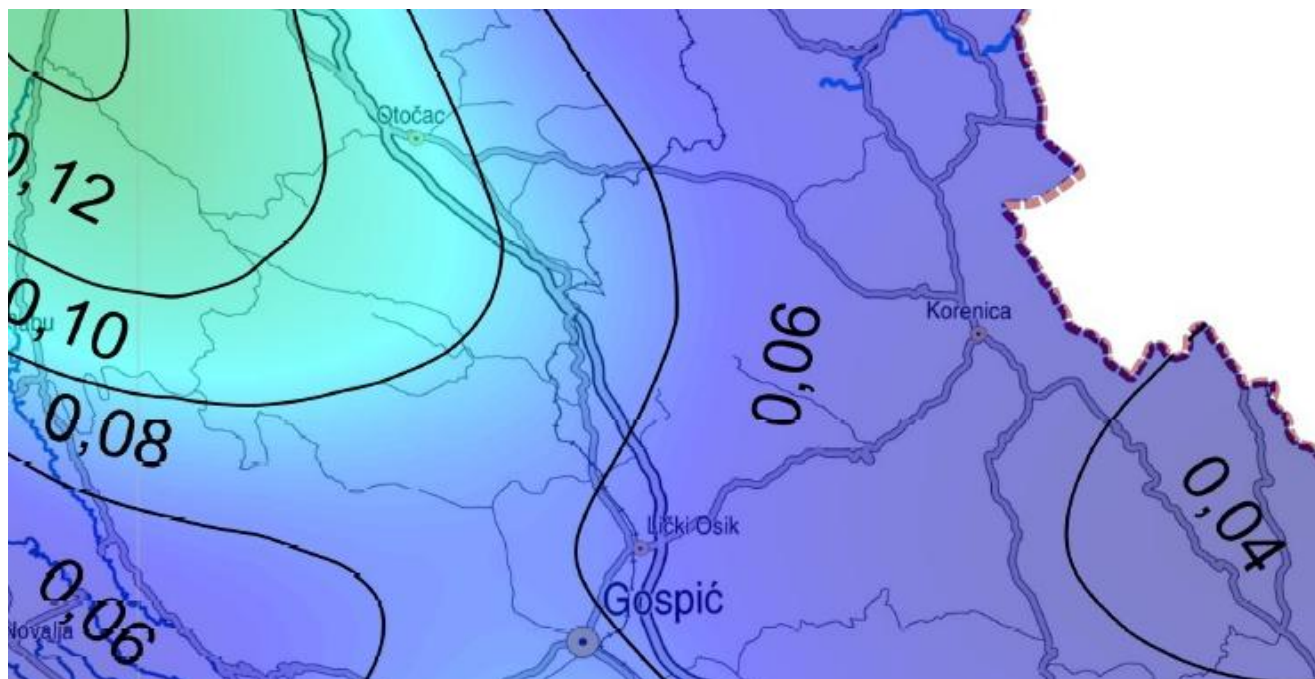 Otočac
0,12
0,10
Korenica
0,06
0,08
0,04
Lički Osik
Gospić
0,06
Novalja